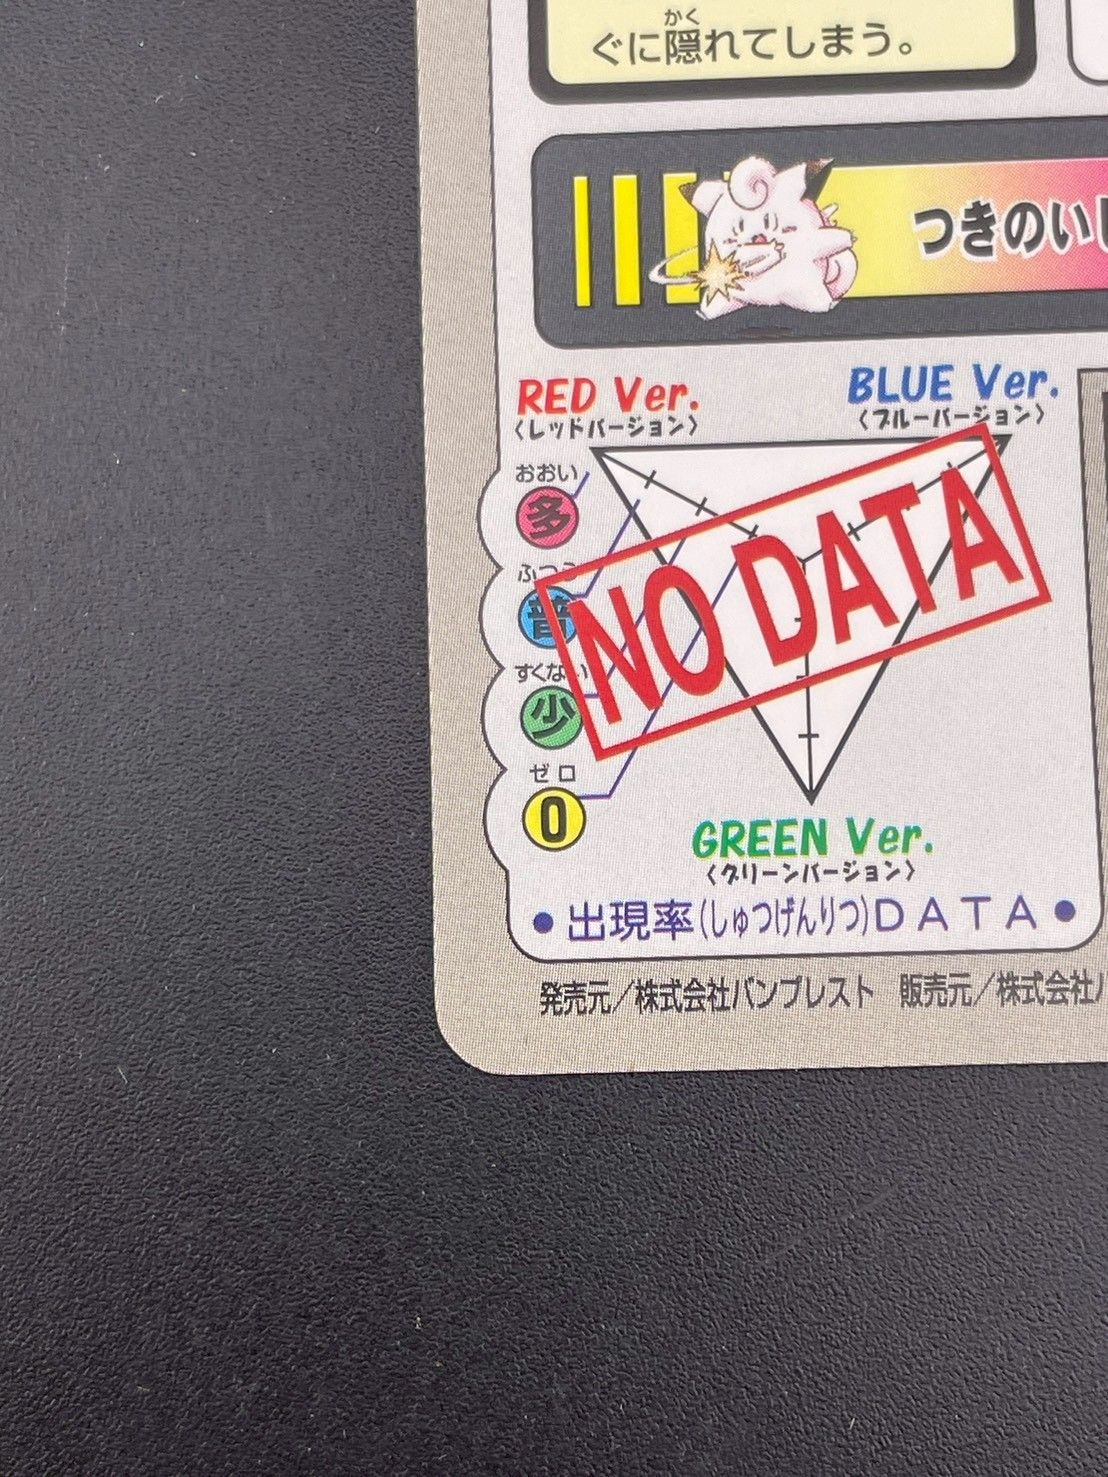 かく
ぐに隠れてしまう。
つきのいし
RED Ver.
〈レッドバージョン〉
BLUE Ver.
〈ブルーバージョン〉
おおい
多
ふつう
普
すくない
少
ゼロ
0
NO DATA
GREEN Ver.
〈グリーンバージョン〉
●出現率(しゅつげんりつ)DATA●
発売元／株式会社バンプレスト 販売元／株式会社